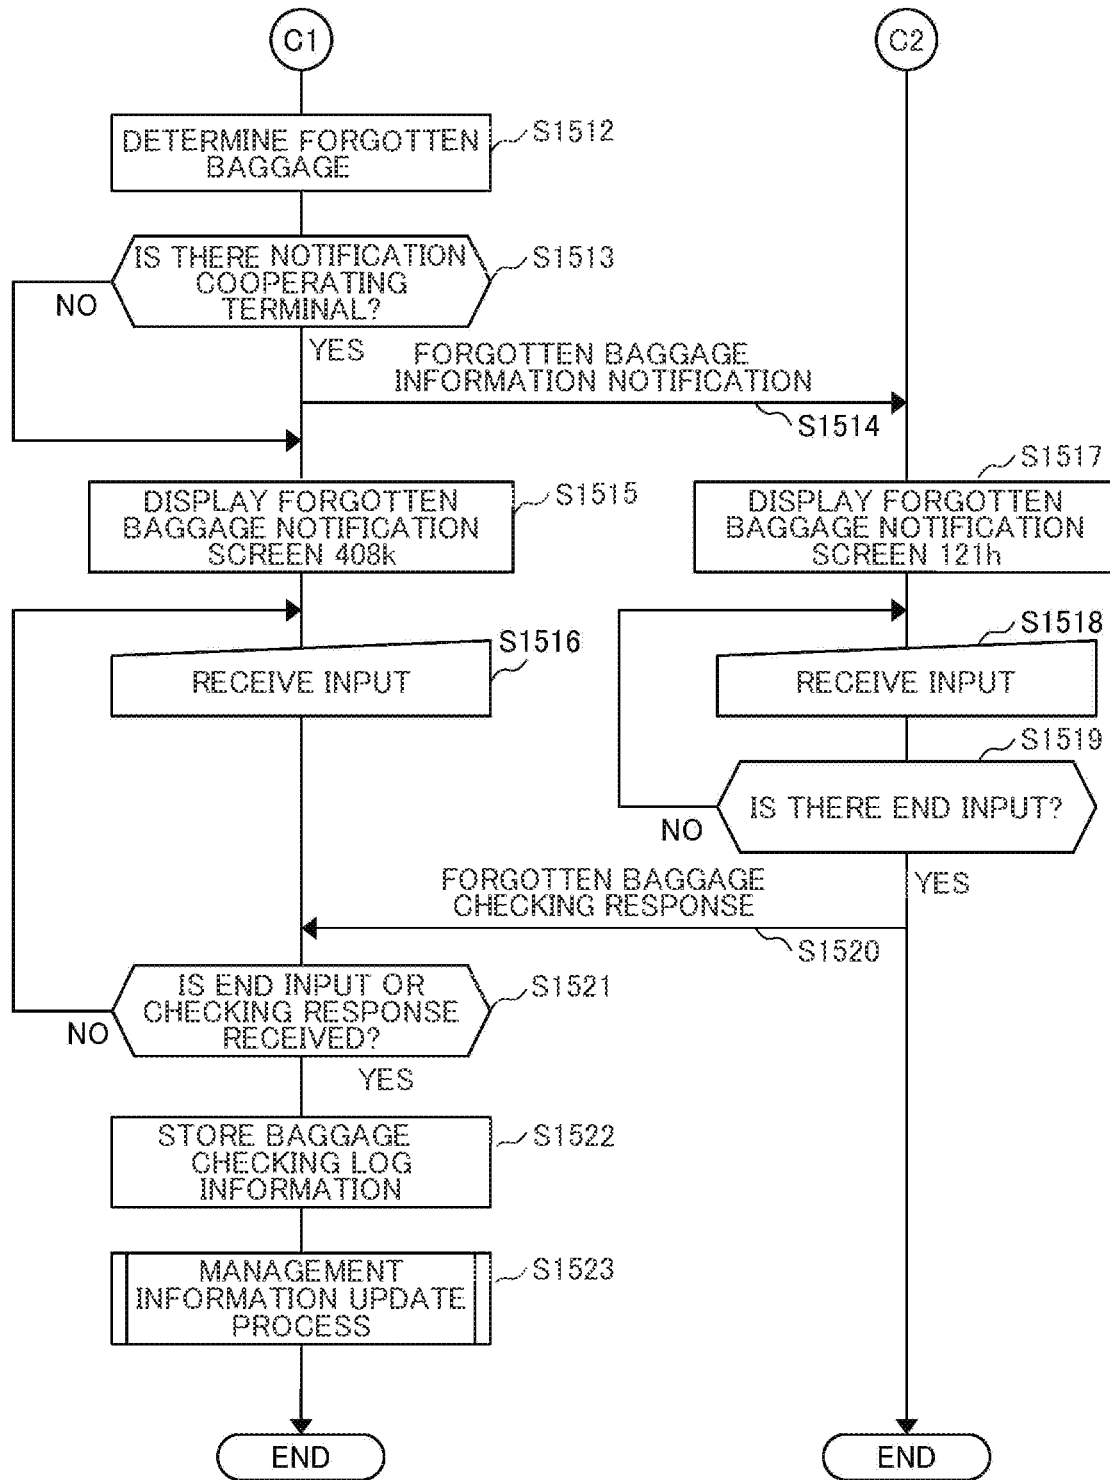 C1
C2
DETERMINE FORGOTTEN
BAGGAGE
S1512
IS THERE NOTIFICATION
COOPERATING
TERMINAL?
S1513
NO
YES
FORGOTTEN BAGGAGE
INFORMATION NOTIFICATION
S1514
S1517
DISPLAY FORGOTTEN
BAGGAGE NOTIFICATION
SCREEN 408k
S1515
DISPLAY FORGOTTEN
BAGGAGE NOTIFICATION
SCREEN 121h
S1516
RECEIVE INPUT
S1518
RECEIVE INPUT
S1519
IS THERE END INPUT?
NO
YES
FORGOTTEN BAGGAGE
CHECKING RESPONSE
S1520
IS END INPUT OR
CHECKING RESPONSE
RECEIVED?
S1521
NO
YES
STORE BAGGAGE
CHECKING LOG
INFORMATION
S1522
MANAGEMENT
INFORMATION UPDATE
PROCESS
S1523
END
END